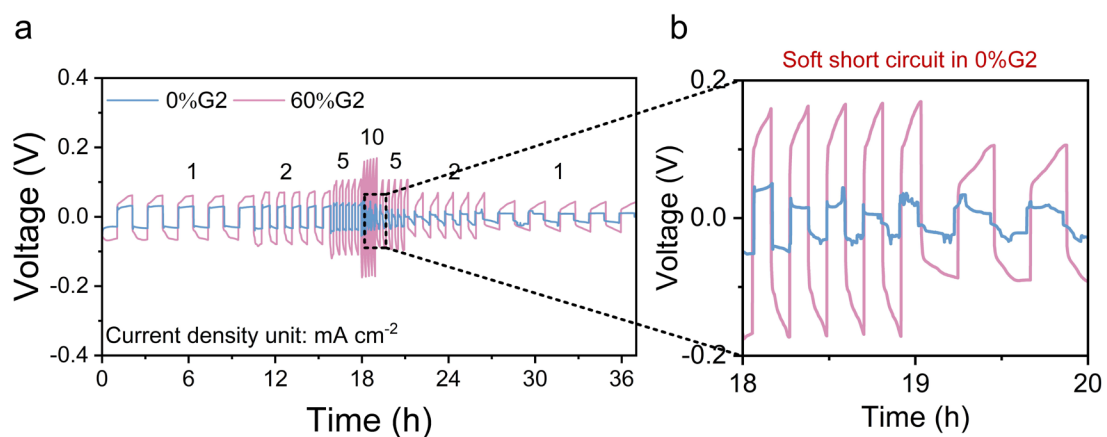 a
0.4
0.2
0.0
-0.2
-0.4
Voltage (V)
0%G2 60%G2
1 2 5 10 5 2 1
Current density unit: mA cm⁻²
0 6 12 18 24 30 36
Time (h)
b
Soft short circuit in 0%G2
0.2
0.0
-0.2
Voltage (V)
18 19 20
Time (h)